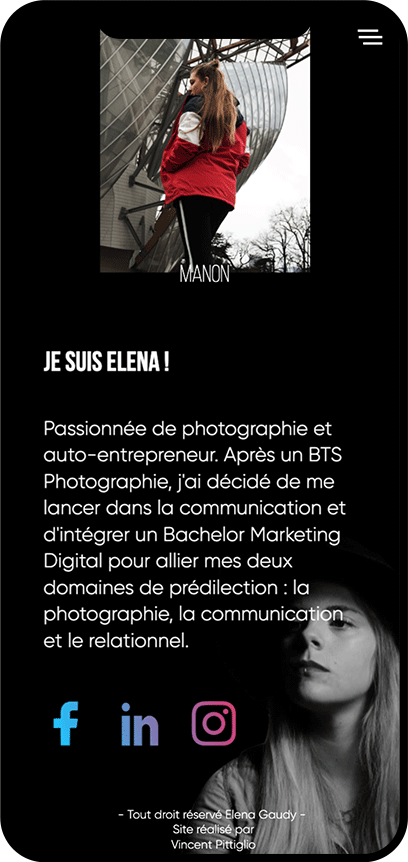 MANON
JE SUIS ELENA !
Passionnée de photographie et
auto-entrepreneur. Après un BTS
Photographie, j'ai décidé de me
lancer dans la communication et
d'intégrer un Bachelor Marketing
Digital pour allier mes deux
domaines de prédilection : la
photographie, la communication
et le relationnel.
f in
- Tout droit réservé Elena Gaudy -
Site réalisé par
Vincent Pittiglio